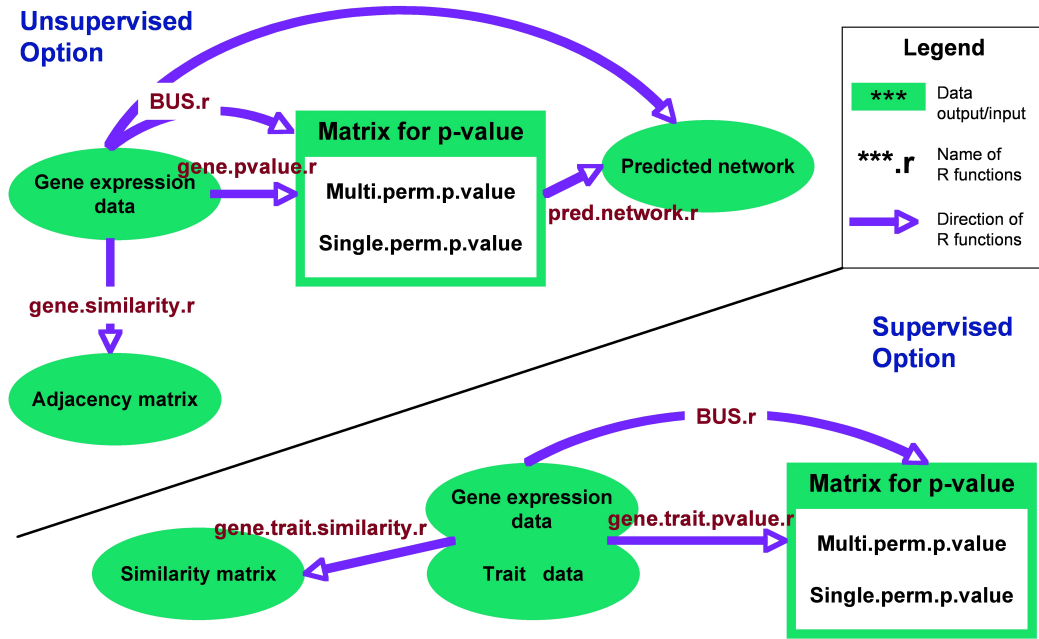 Unsupervised
Option
BUS.r
Matrix for p-value
gene.pvalue.r
Gene expression
data
Multi.perm.p.value
Single.perm.p.value
Predicted network
pred.network.r
gene.similarity.r
Adjacency matrix
Legend
***
Data
output/input
***.r
Name of
R functions
Direction of
R functions
Supervised
Option
BUS.r
Gene expression
data
gene.trait.similarity.r
gene.trait.pvalue.r
Matrix for p-value
Multi.perm.p.value
Single.perm.p.value
Similarity matrix
Trait data